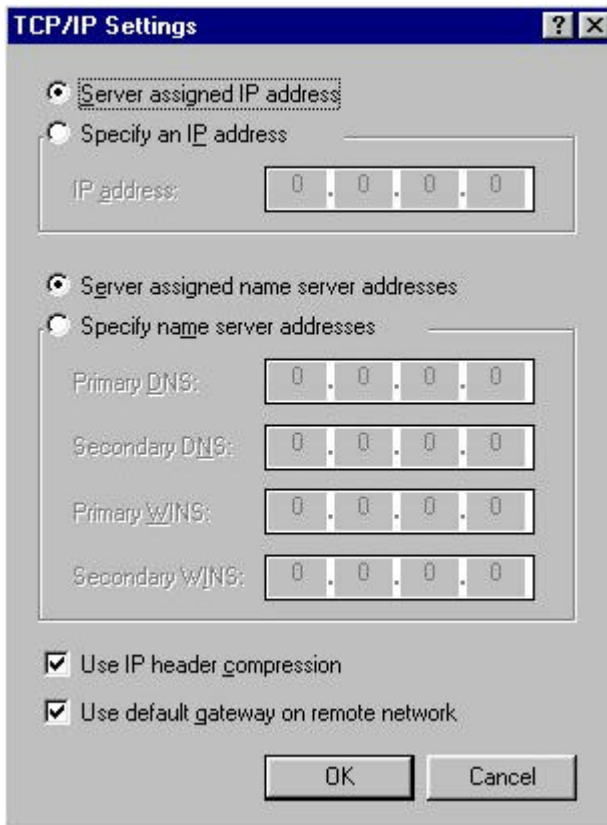 TCP/IP Settings
Server assigned IP address
Specify an IP address
IP address: 0 . 0 . 0 . 0
Server assigned name server addresses
Specify name server addresses
Primary DNS: 0 . 0 . 0 . 0
Secondary DNS: 0 . 0 . 0 . 0
Primary WINS: 0 . 0 . 0 . 0
Secondary WINS: 0 . 0 . 0 . 0
Use IP header compression
Use default gateway on remote network
OK Cancel